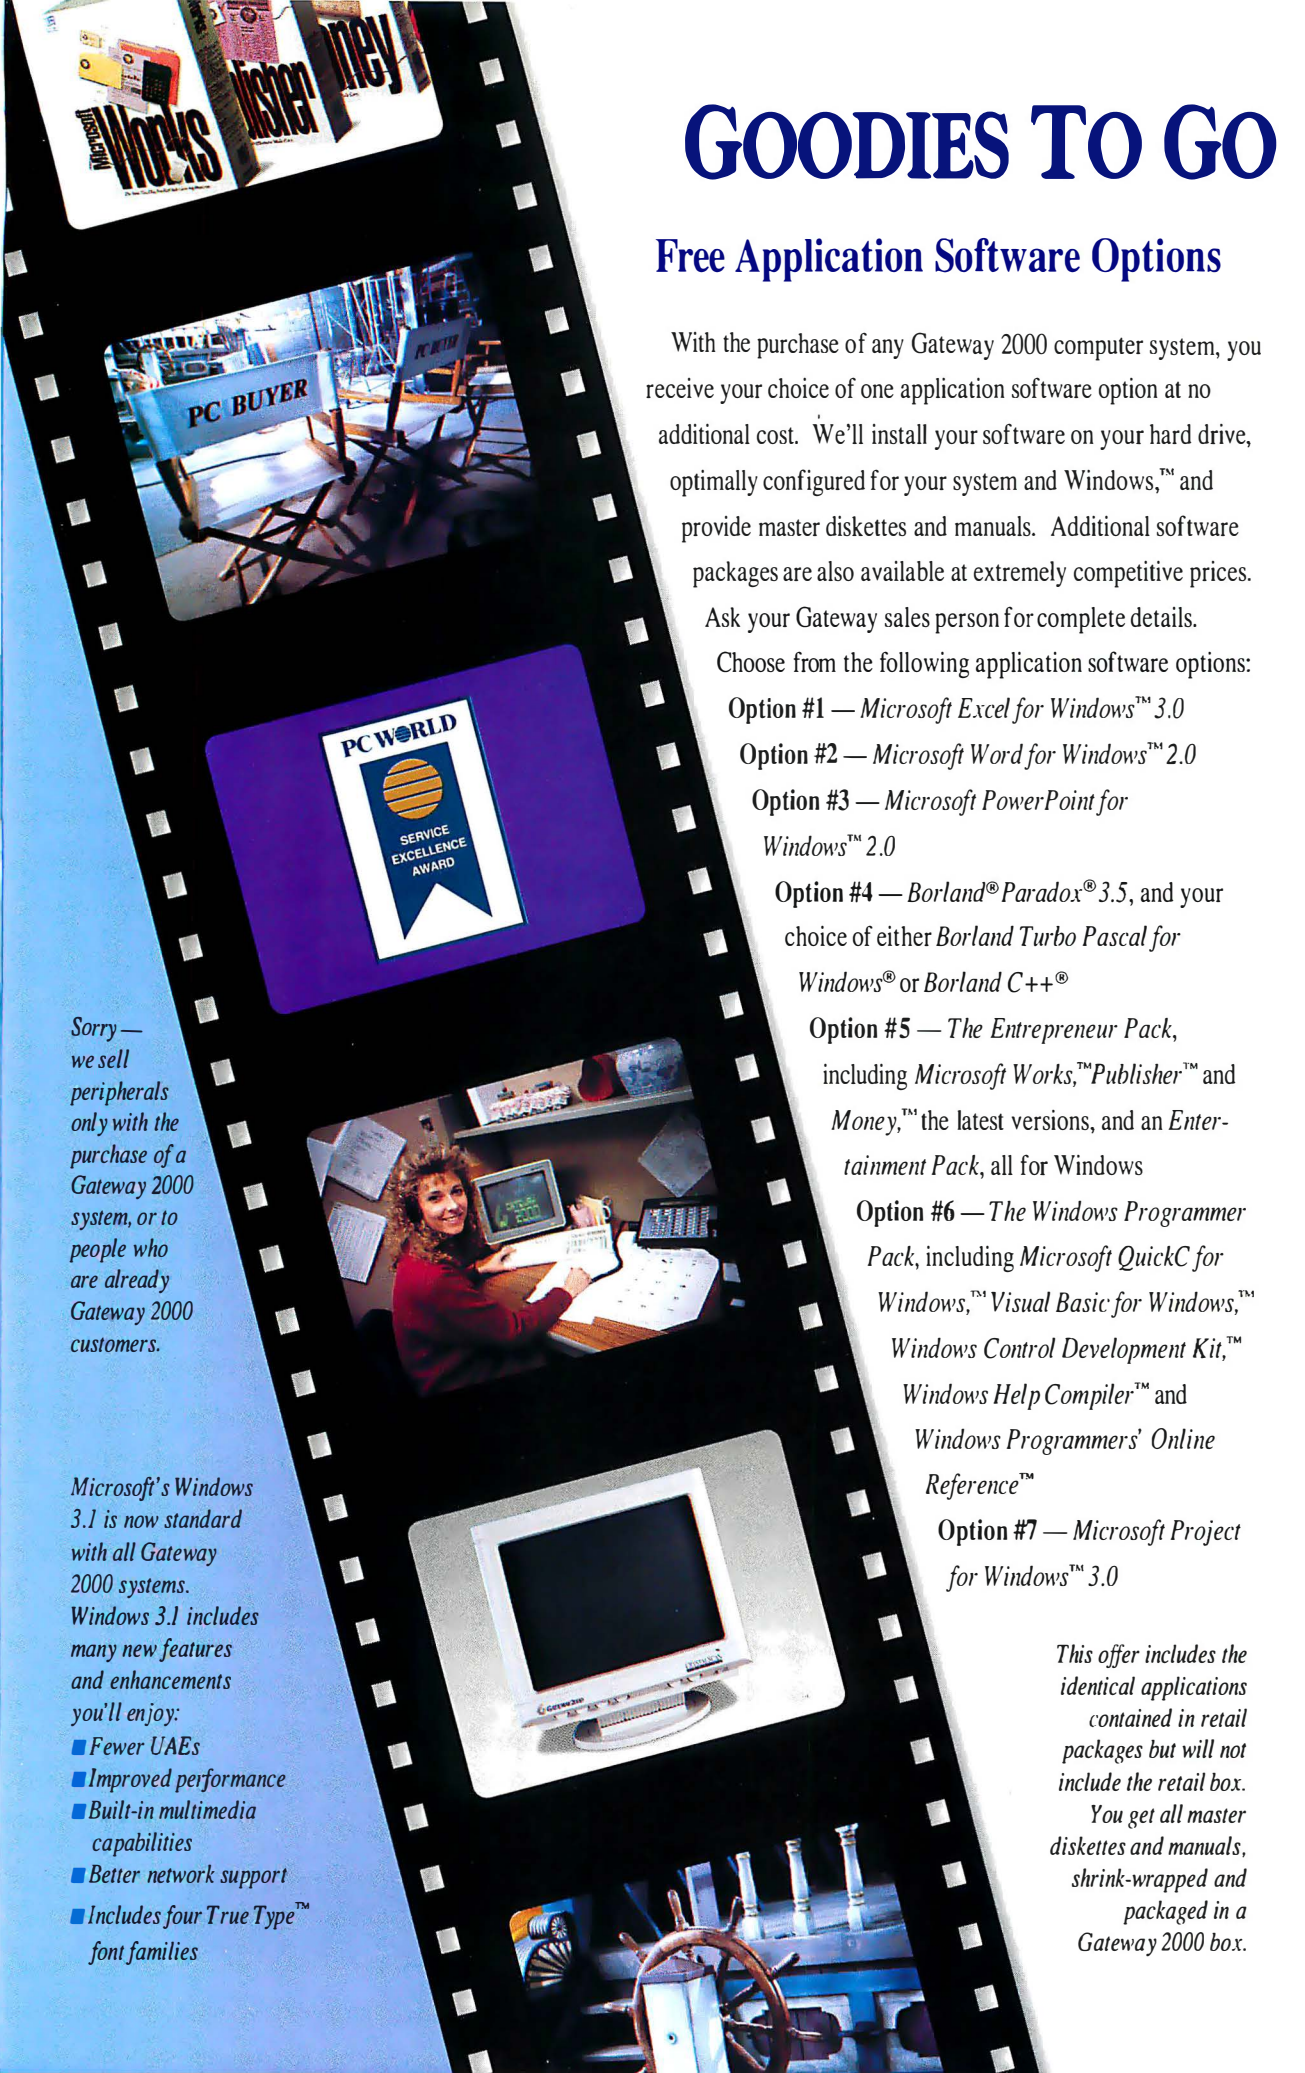 Microsoft
Works
blisher
ney
GOODIES TO GO
Free Application Software Options
With the purchase of any Gateway 2000 computer system, you
receive your choice of one application software option at no
additional cost. We'll install your software on your hard drive,
optimally configured for your system and Windows,™ and
provide master diskettes and manuals. Additional software
packages are also available at extremely competitive prices.
Ask your Gateway sales person for complete details.
Choose from the following application software options:
Option #1 — Microsoft Excel for Windows™ 3.0
Option #2 — Microsoft Word for Windows™ 2.0
Option #3 — Microsoft PowerPoint for
Windows™ 2.0
Option #4 — Borland® Paradox® 3.5, and your
choice of either Borland Turbo Pascal for
Windows® or Borland C++®
Option #5 — The Entrepreneur Pack,
including Microsoft Works,™ Publisher™ and
Money,™ the latest versions, and an Enter-
tainment Pack, all for Windows
Option #6 — The Windows Programmer
Pack, including Microsoft QuickC for
Windows,™ Visual Basic for Windows,™
Windows Control Development Kit,™
Windows Help Compiler™ and
Windows Programmers' Online
Reference™
Option #7 — Microsoft Project
for Windows™ 3.0
This offer includes the
identical applications
contained in retail
packages but will not
include the retail box.
You get all master
diskettes and manuals,
shrink-wrapped and
packaged in a
Gateway 2000 box.
PC BUYER
PC BUYER
PC WORLD
SERVICE
EXCELLENCE
AWARD
GATEWAY
2000
CRYSTALSCAN
Gateway2000
Sorry —
we sell
peripherals
only with the
purchase of a
Gateway 2000
system, or to
people who
are already
Gateway 2000
customers.
Microsoft's Windows
3.1 is now standard
with all Gateway
2000 systems.
Windows 3.1 includes
many new features
and enhancements
you'll enjoy:
■ Fewer UAEs
■ Improved performance
■ Built-in multimedia
capabilities
■ Better network support
■ Includes four True Type™
font families